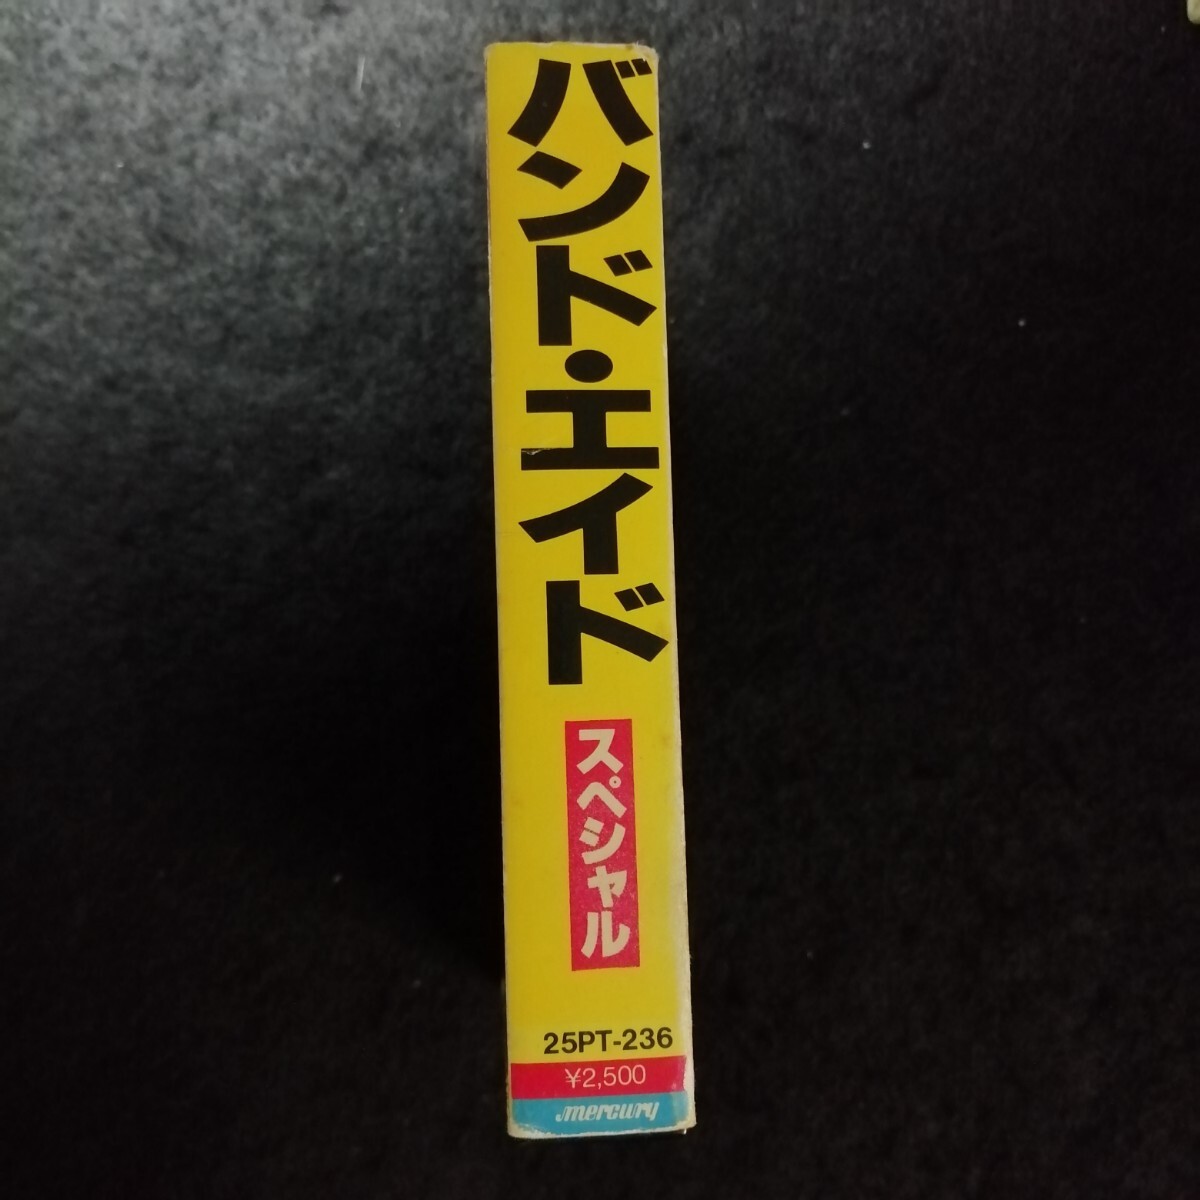 バンド・エイド
スペシャル
25PT-236
¥2,500
mercury